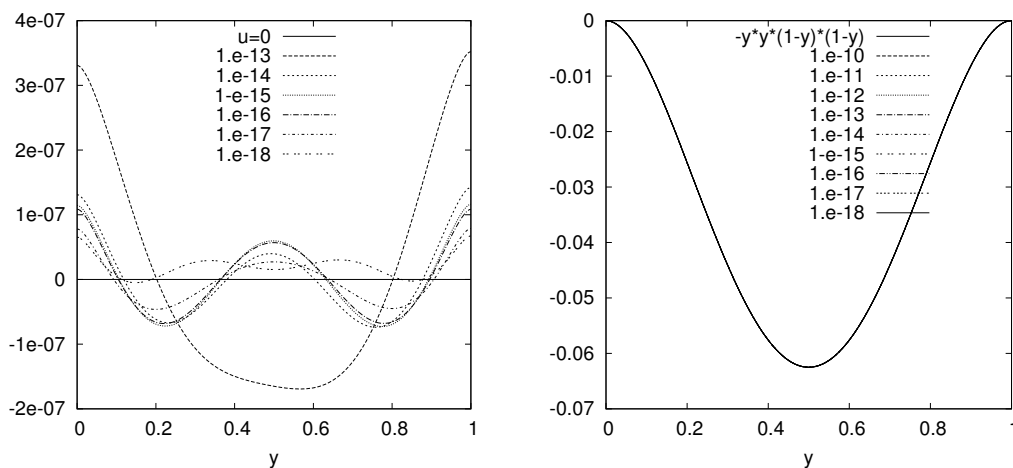 4e-07
3e-07
2e-07
1e-07
0
-1e-07
-2e-07
0
0.2
0.4
0.6
0.8
1
y
u=0
1.e-13
1.e-14
1-e-15
1.e-16
1.e-17
1.e-18
0
-0.01
-0.02
-0.03
-0.04
-0.05
-0.06
-0.07
0
0.2
0.4
0.6
0.8
1
y
-y*y*(1-y)*(1-y)
1.e-10
1.e-11
1.e-12
1.e-13
1.e-14
1-e-15
1.e-16
1.e-17
1.e-18